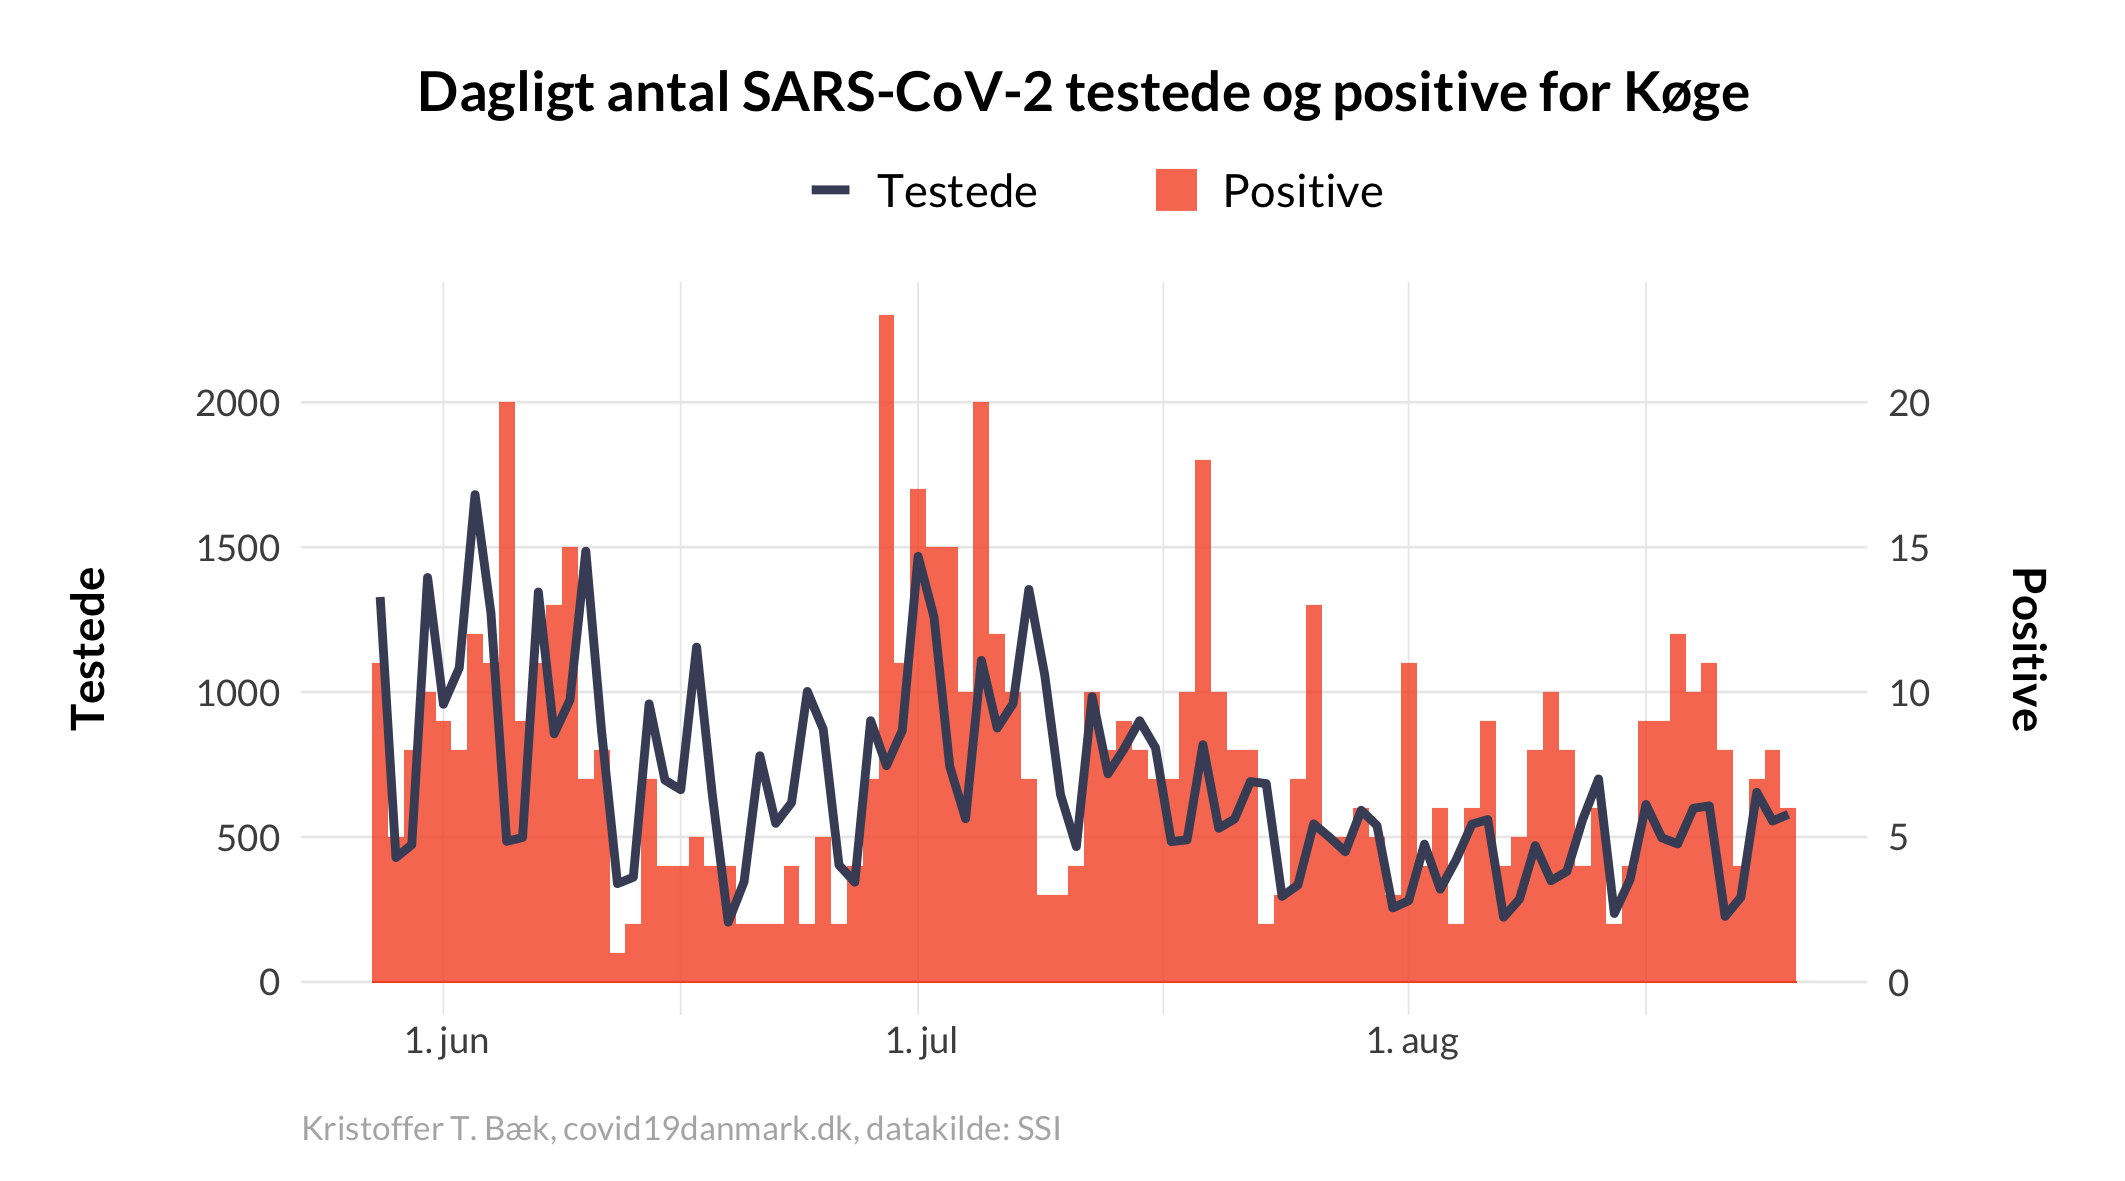 Dagligt antal SARS-CoV-2 testede og positive for Køge
Testede Positive
2000 20
1500 15
1000 10
500 5
0 0
Testede
Positive
1. jun 1. jul 1. aug
Kristoffer T. Bæk, covid19danmark.dk, datakilde: SSI